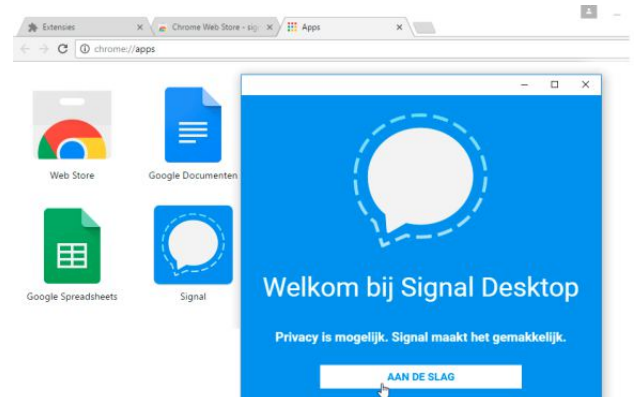 Extensies
Chrome Web Store - sig
Apps
chrome://apps
Web Store
Google Documenten
Google Spreadsheets
Signal
Welkom bij Signal Desktop
Privacy is mogelijk. Signal maakt het gemakkelijk.
AAN DE SLAG